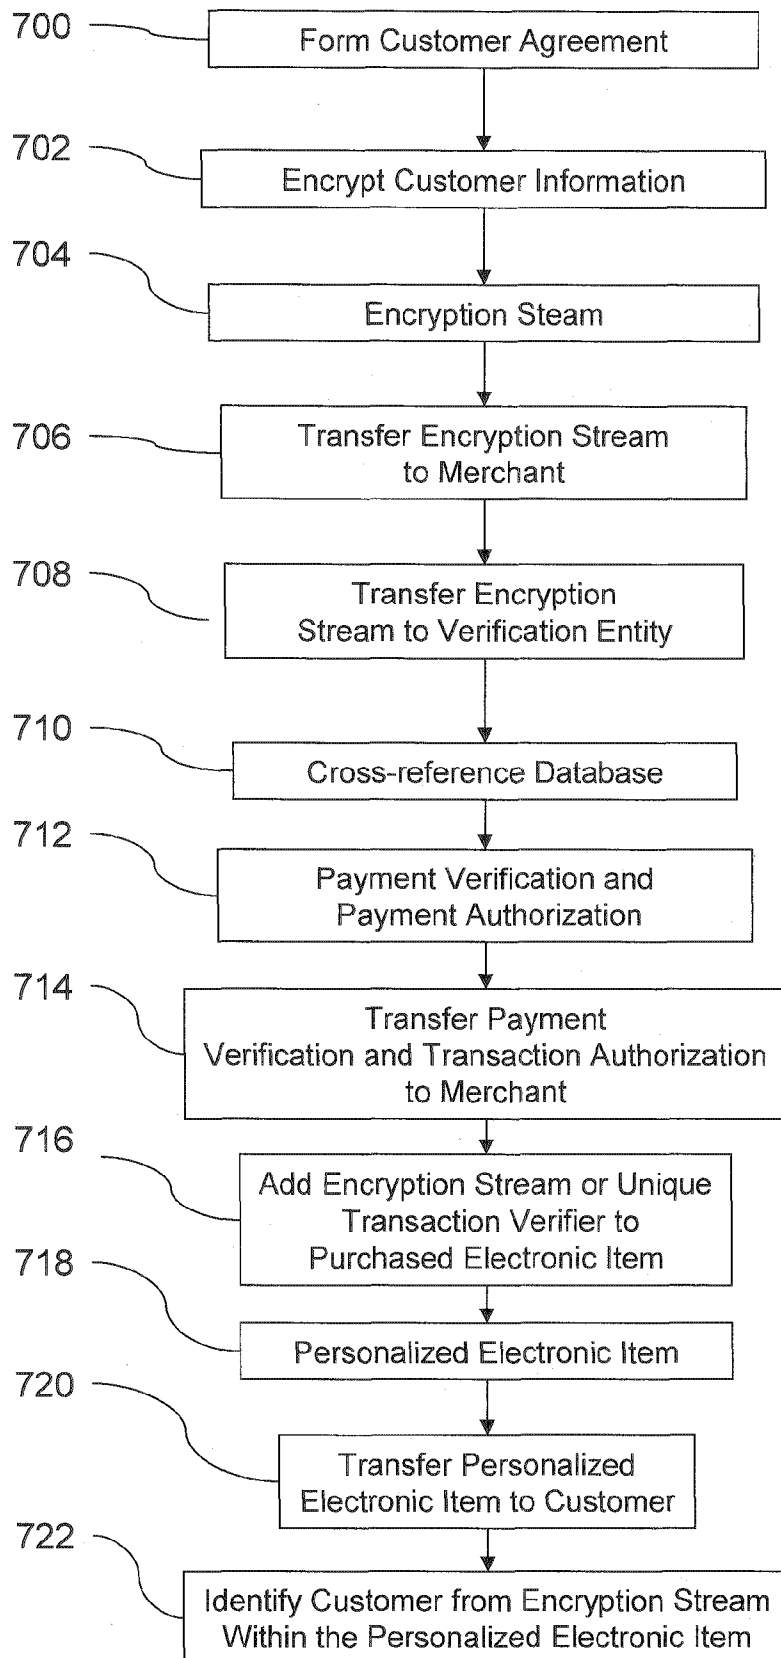 700
Form Customer Agreement
702
Encrypt Customer Information
704
Encryption Steam
706
Transfer Encryption Stream
to Merchant
708
Transfer Encryption
Stream to Verification Entity
710
Cross-reference Database
712
Payment Verification and
Payment Authorization
714
Transfer Payment
Verification and Transaction Authorization
to Merchant
716
Add Encryption Stream or Unique
Transaction Verifier to
Purchased Electronic Item
718
Personalized Electronic Item
720
Transfer Personalized
Electronic Item to Customer
722
Identify Customer from Encryption Stream
Within the Personalized Electronic Item